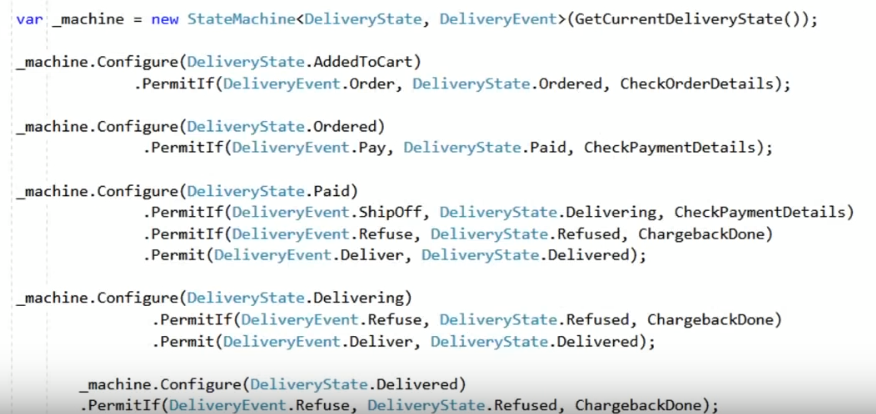 var _machine = new StateMachine<DeliveryState, DeliveryEvent>(GetCurrentDeliveryState());
_machine.Configure(DeliveryState.AddedToCart)
.PermitIf(DeliveryEvent.Order, DeliveryState.Ordered, CheckOrderDetails);
_machine.Configure(DeliveryState.Ordered)
.PermitIf(DeliveryEvent.Pay, DeliveryState.Paid, CheckPaymentDetails);
_machine.Configure(DeliveryState.Paid)
.PermitIf(DeliveryEvent.ShipOff, DeliveryState.Delivering, CheckPaymentDetails)
.PermitIf(DeliveryEvent.Refuse, DeliveryState.Refused, ChargebackDone)
.Permit(DeliveryEvent.Deliver, DeliveryState.Delivered);
_machine.Configure(DeliveryState.Delivering)
.PermitIf(DeliveryEvent.Refuse, DeliveryState.Refused, ChargebackDone)
.Permit(DeliveryEvent.Deliver, DeliveryState.Delivered);
_machine.Configure(DeliveryState.Delivered)
.PermitIf(DeliveryEvent.Refuse, DeliveryState.Refused, ChargebackDone);